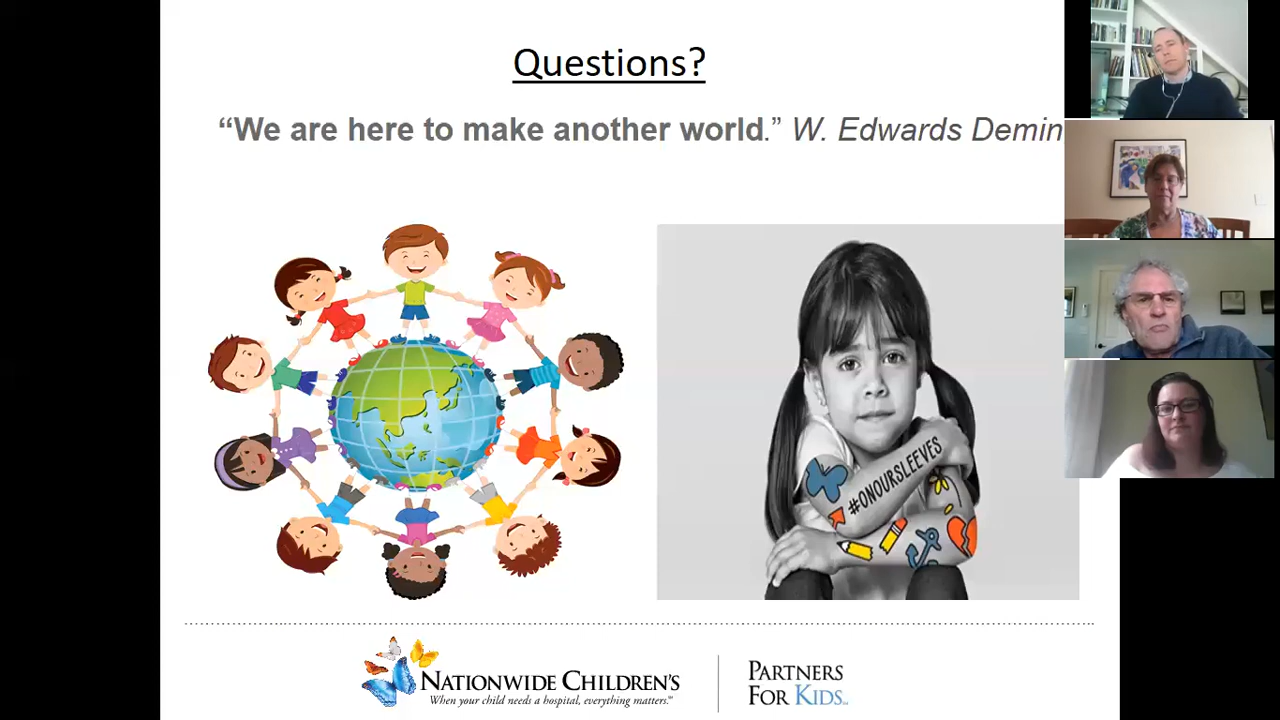 Questions?
“We are here to make another world.” W. Edwards Demin
#ONOURSLEEVES
NATIONWIDE CHILDREN'S
When your child needs a hospital, everything matters.℠
PARTNERS
FOR KIDS